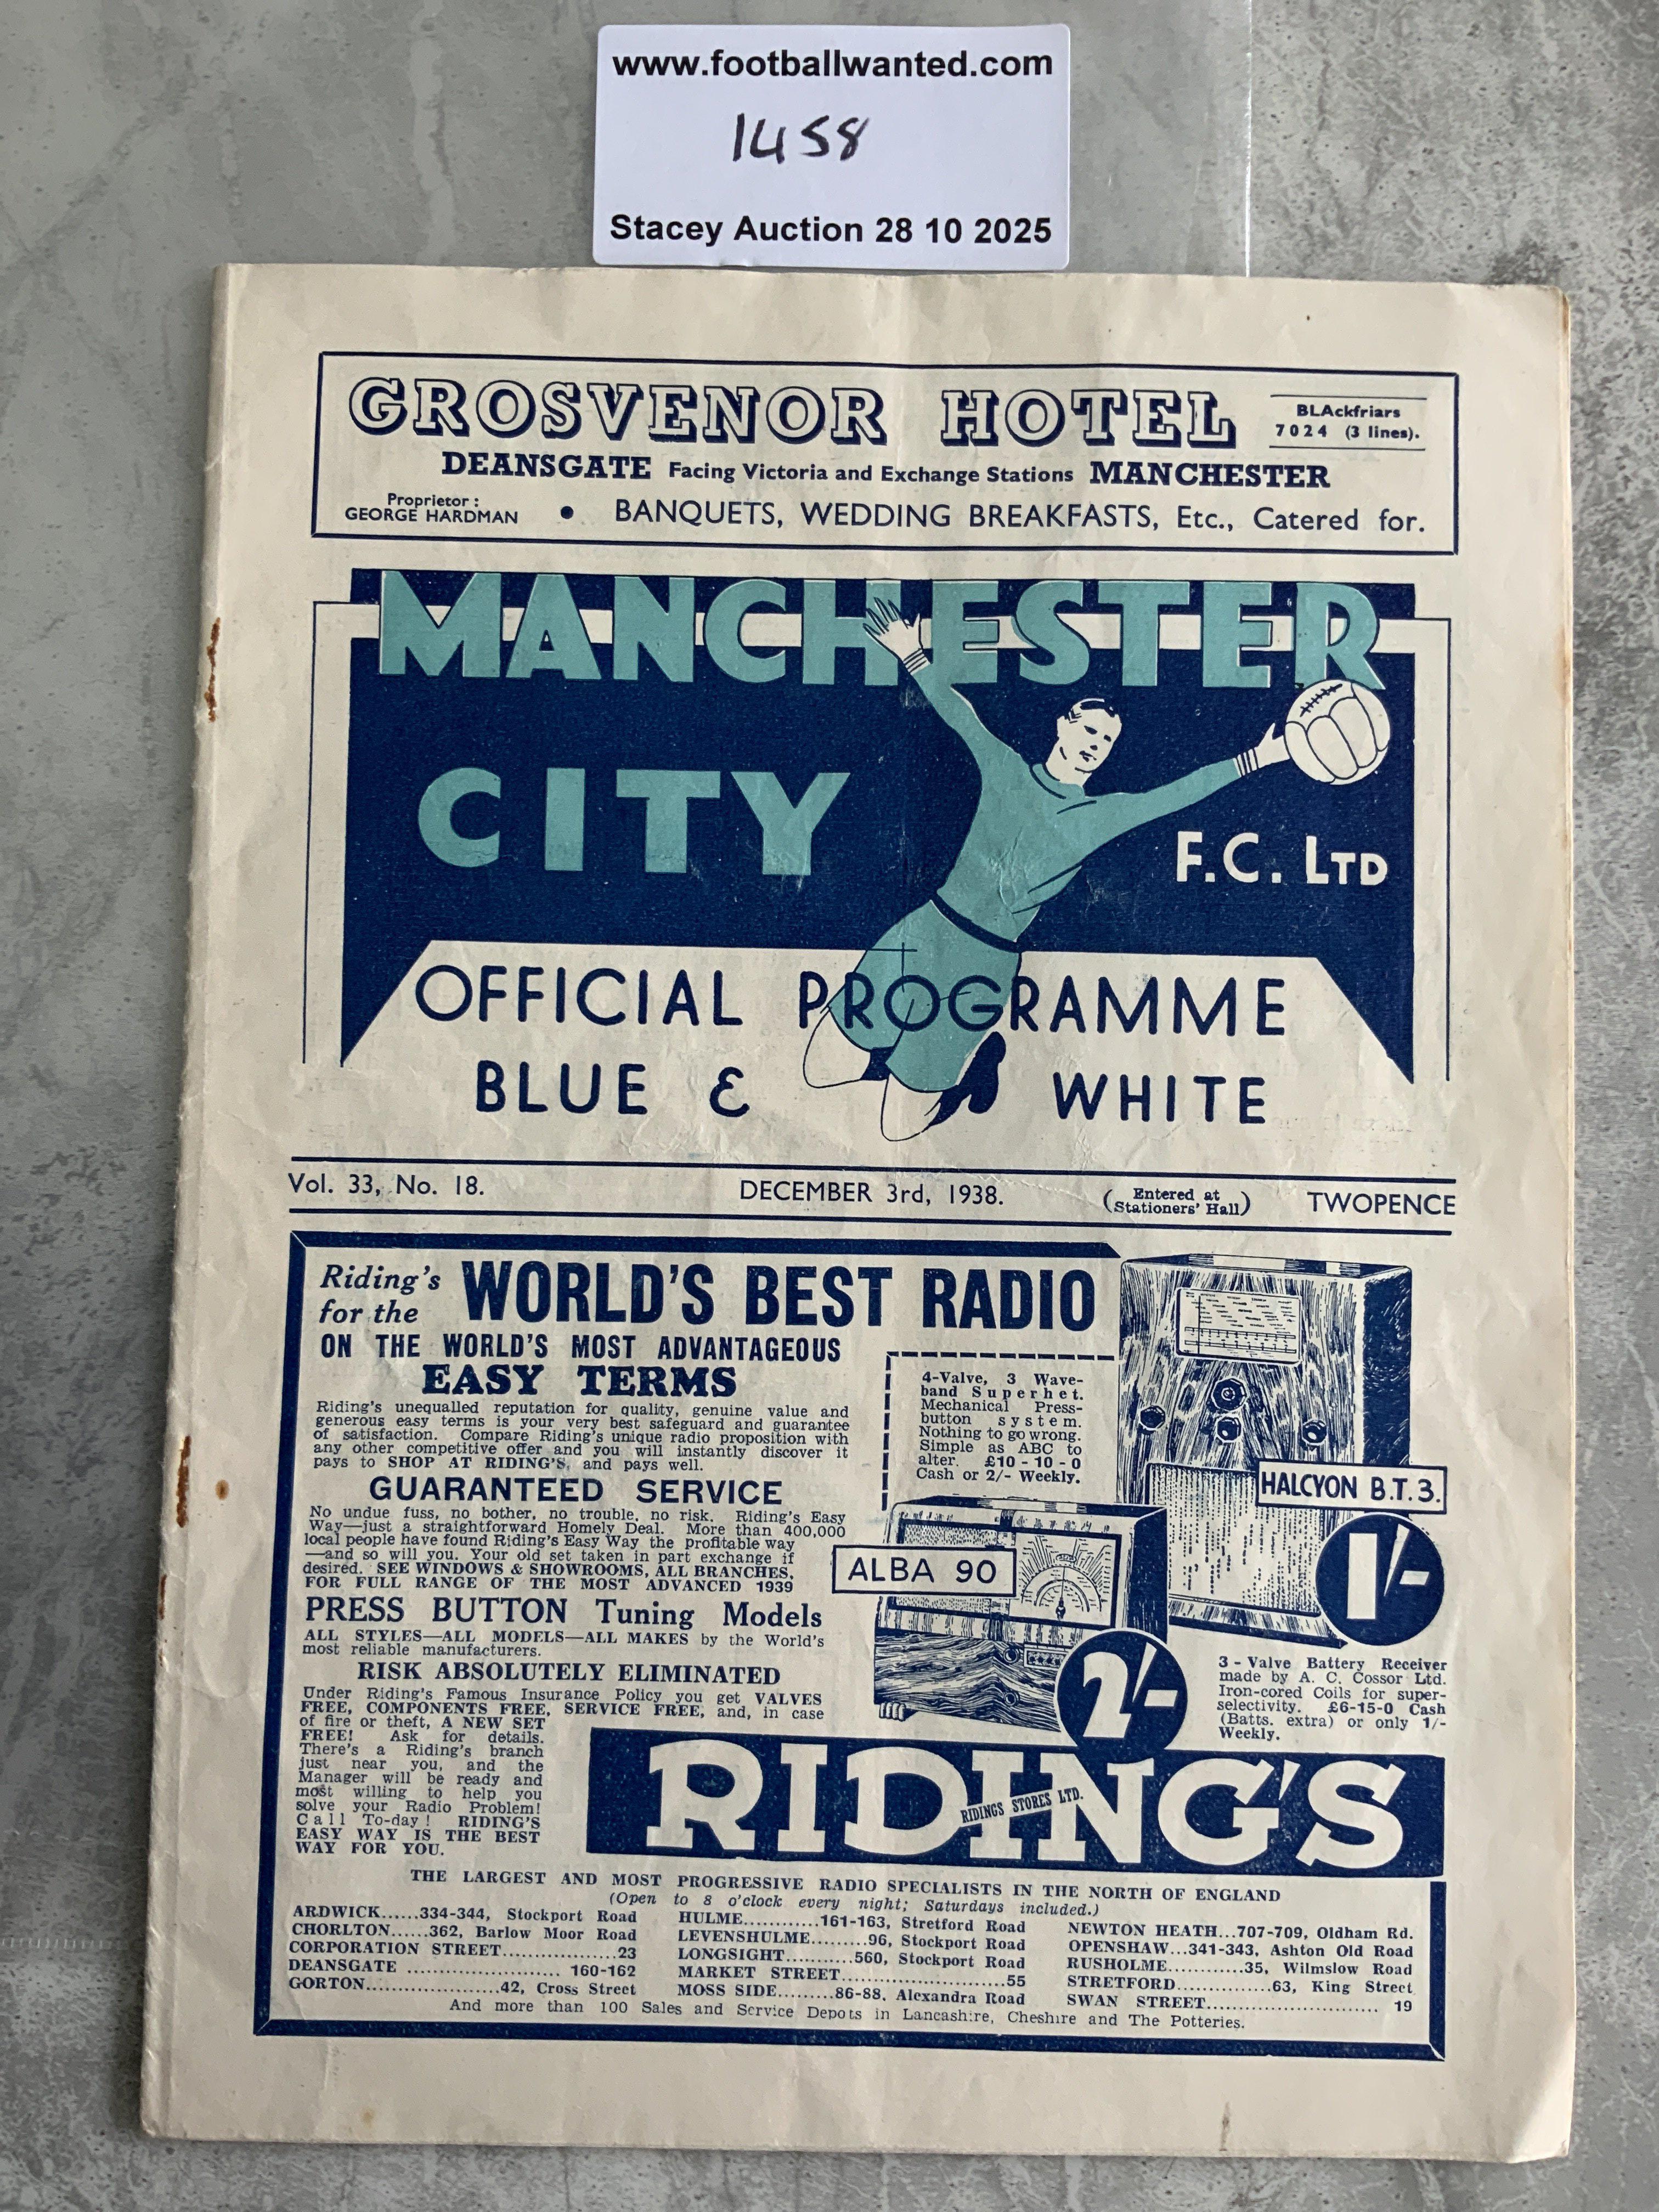 www.footballwanted.com
1458
Stacey Auction 28 10 2025
GROSVENOR HOTEL
BLAckfriars
7024 (3 lines).
DEANSGATE Facing Victoria and Exchange Stations MANCHESTER
Proprietor :
GEORGE HARDMAN
• BANQUETS, WEDDING BREAKFASTS, Etc., Catered for.
MANCHESTER
CITY
F.C. LTD
OFFICIAL PROGRAMME
BLUE & WHITE
Vol. 33, No. 18.
DECEMBER 3rd, 1938.
(Entered at
Stationers' Hall)
TWOPENCE
Riding's
for the
WORLD'S BEST RADIO
ON THE WORLD'S MOST ADVANTAGEOUS
EASY TERMS
Riding's unequalled reputation for quality, genuine value and
generous easy terms is your very best safeguard and guarantee
of satisfaction. Compare Riding's unique radio proposition with
any other competitive offer and you will instantly discover it
pays to SHOP AT RIDING'S, and pays well.
GUARANTEED SERVICE
No undue fuss, no bother, no trouble, no risk. Riding's Easy
Way—just a straightforward Homely Deal. More than 400,000
local people have found Riding's Easy Way the profitable way
—and so will you. Your old set taken in part exchange if
desired. SEE WINDOWS & SHOWROOMS, ALL BRANCHES,
FOR FULL RANGE OF THE MOST ADVANCED 1939
PRESS BUTTON Tuning Models
ALL STYLES—ALL MODELS—ALL MAKES by the World's
most reliable manufacturers.
RISK ABSOLUTELY ELIMINATED
Under Riding's Famous Insurance Policy you get VALVES
FREE, COMPONENTS FREE, SERVICE FREE, and, in case
of fire or theft, A NEW SET
FREE! Ask for details.
There's a Riding's branch
just near you, and the
Manager will be ready and
most willing to help you
solve your Radio Problem!
Call To-day! RIDING'S
EASY WAY IS THE BEST
WAY FOR YOU.
4-Valve, 3 Wave-
band Superhet.
Mechanical Press-
button system.
Nothing to go wrong.
Simple as ABC to
alter. £10-10-0
Cash or 2/- Weekly.
HALCYON B.T.3.
1/-
ALBA 90
2/-
3-Valve Battery Receiver
made by A. C. Cossor Ltd.
Iron-cored Coils for super-
selectivity. £6-15-0 Cash
(Batts. extra) or only 1/-
Weekly.
RIDING'S
RIDINGS STORES LTD.
THE LARGEST AND MOST PROGRESSIVE RADIO SPECIALISTS IN THE NORTH OF ENGLAND
(Open to 8 o'clock every night; Saturdays included.)
ARDWICK......334-344, Stockport Road
CHORLTON......362, Barlow Moor Road
CORPORATION STREET..................23
DEANSGATE ........................ 160-162
GORTON.....................42, Cross Street
HULME............161-163, Stretford Road
LEVENSHULME.........96, Stockport Road
LONGSIGHT...........560, Stockport Road
MARKET STREET..........................55
MOSS SIDE.........86-88, Alexandra Road
NEWTON HEATH...707-709, Oldham Rd.
OPENSHAW...341-343, Ashton Old Road
RUSHOLME............35, Wilmslow Road
STRETFORD...............63, King Street
SWAN STREET............................ 19
And more than 100 Sales and Service Depots in Lancashire, Cheshire and The Potteries.